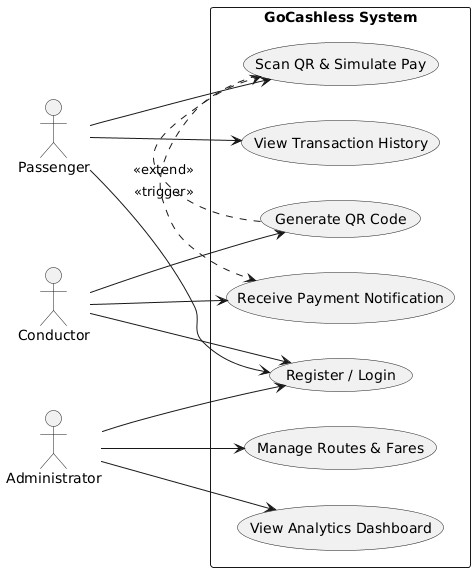 GoCashless System
Scan QR & Simulate Pay
View Transaction History
Passenger
«extend»
«trigger»
Generate QR Code
Receive Payment Notification
Conductor
Register / Login
Manage Routes & Fares
Administrator
View Analytics Dashboard